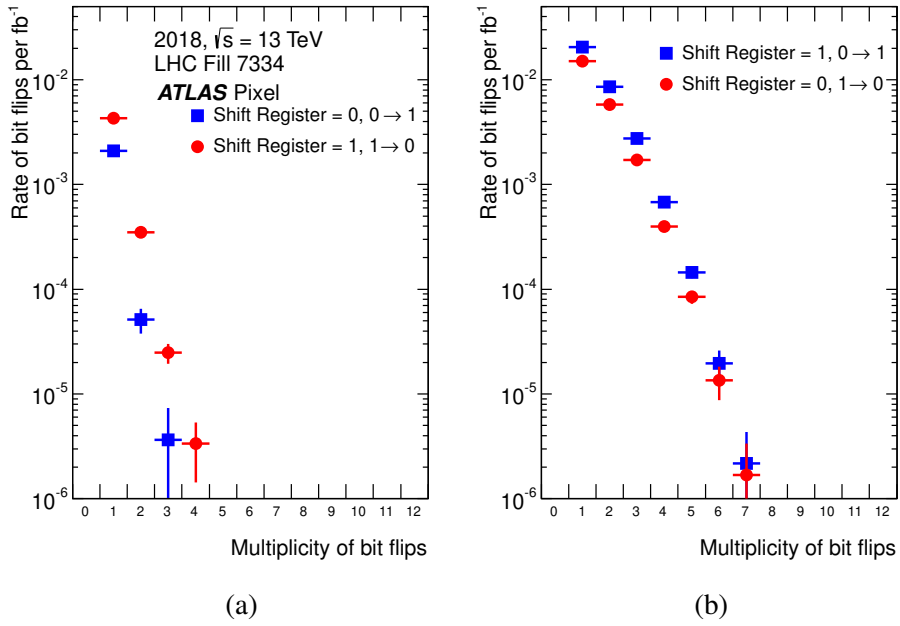 Rate of bit flips per fb⁻¹
10⁻²
10⁻³
10⁻⁴
10⁻⁵
10⁻⁶
2018, √s = 13 TeV
LHC Fill 7334
ATLAS Pixel
Shift Register = 0, 0→1
Shift Register = 1, 1→0
0 1 2 3 4 5 6 7 8 9 10 11 12
Multiplicity of bit flips
(a)
Rate of bit flips per fb⁻¹
10⁻²
10⁻³
10⁻⁴
10⁻⁵
10⁻⁶
Shift Register = 1, 0→1
Shift Register = 0, 1→0
0 1 2 3 4 5 6 7 8 9 10 11 12
Multiplicity of bit flips
(b)